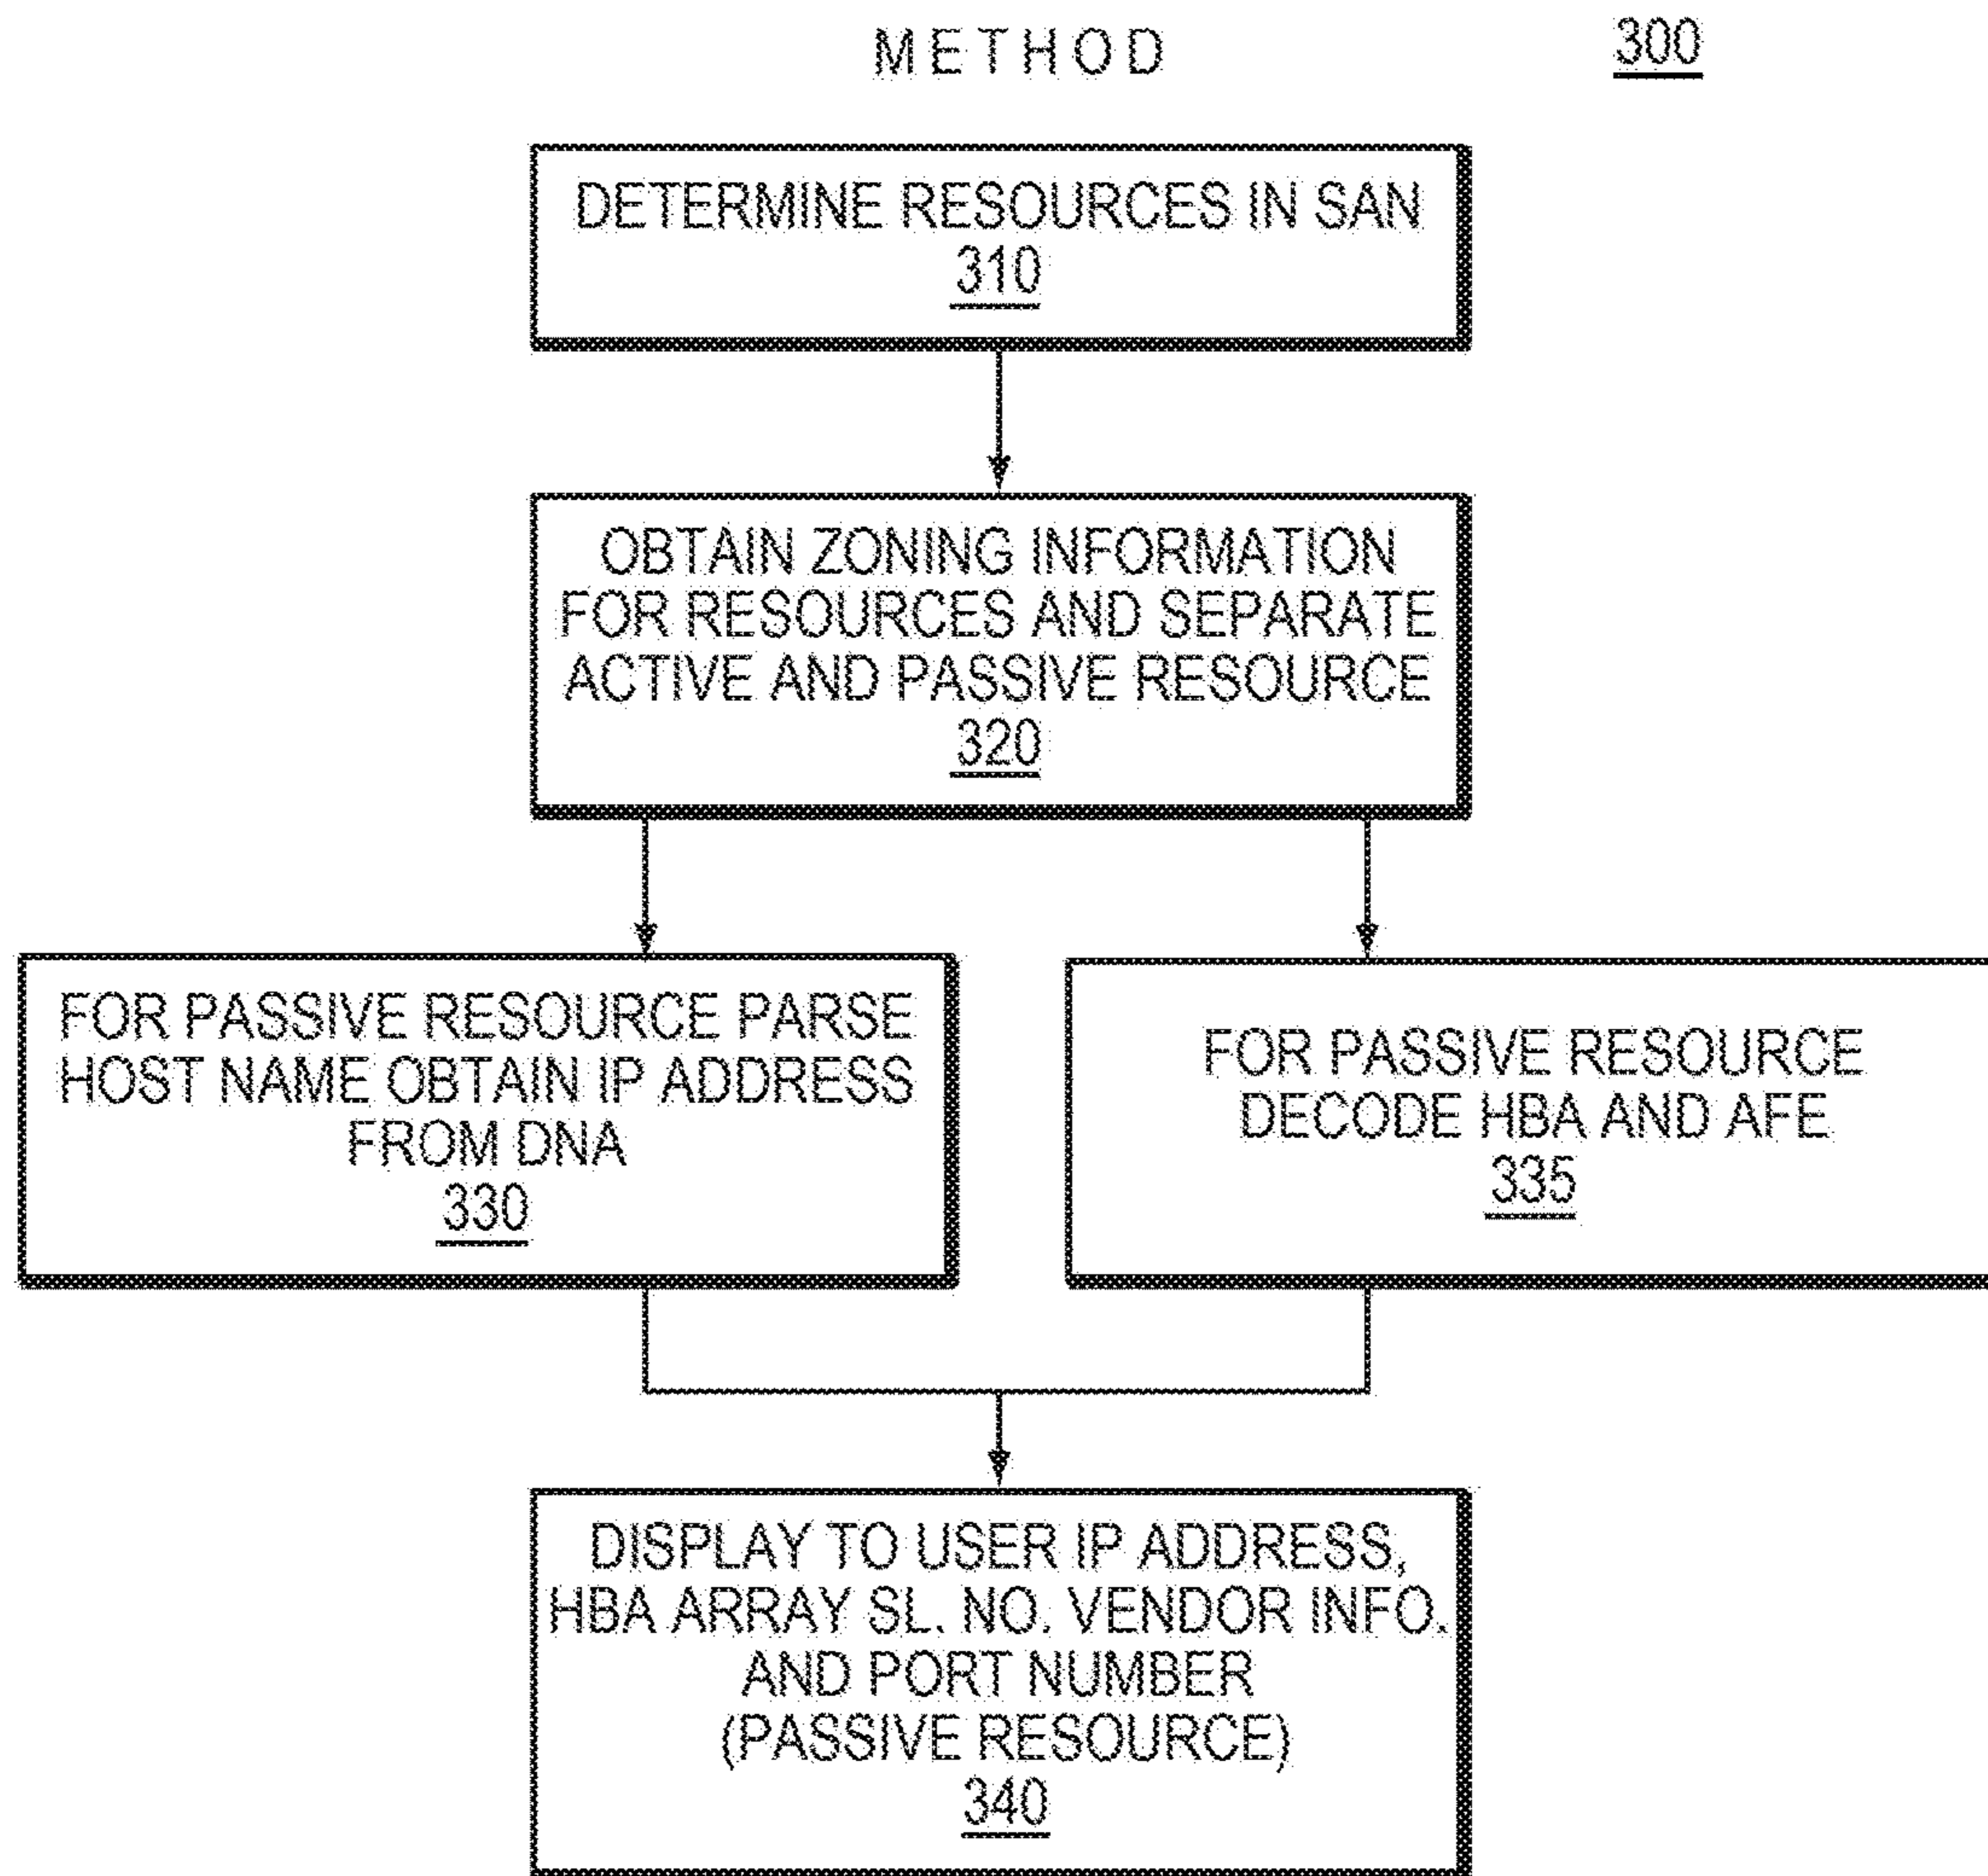 METHOD
300
DETERMINE RESOURCES IN SAN
310
OBTAIN ZONING INFORMATION
FOR RESOURCES AND SEPARATE
ACTIVE AND PASSIVE RESOURCE
320
FOR PASSIVE RESOURCE PARSE
HOST NAME OBTAIN IP ADDRESS
FROM DNA
330
FOR PASSIVE RESOURCE
DECODE HBA AND AFE
335
DISPLAY TO USER IP ADDRESS,
HBA ARRAY SL. NO. VENDOR INFO.
AND PORT NUMBER
(PASSIVE RESOURCE)
340